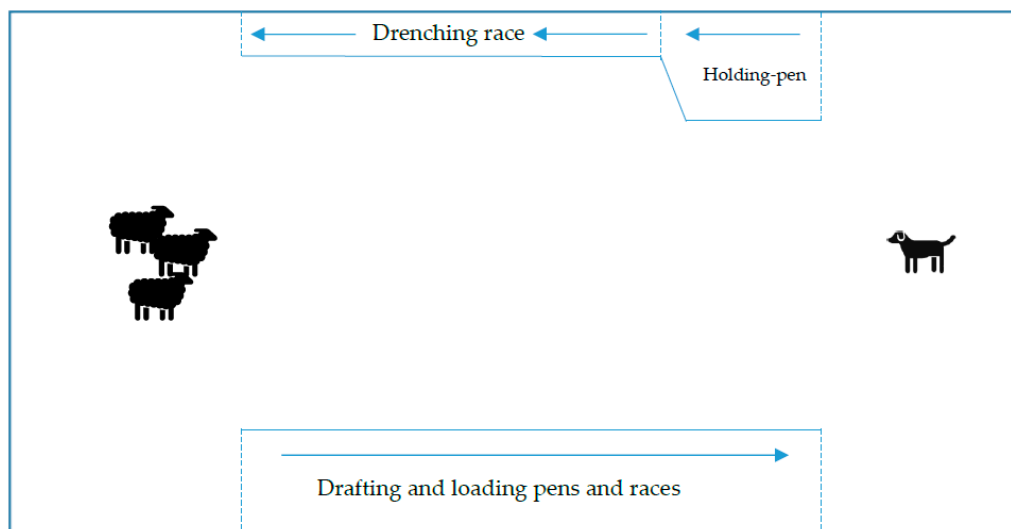 Drenching race
Holding-pen
Drafting and loading pens and races